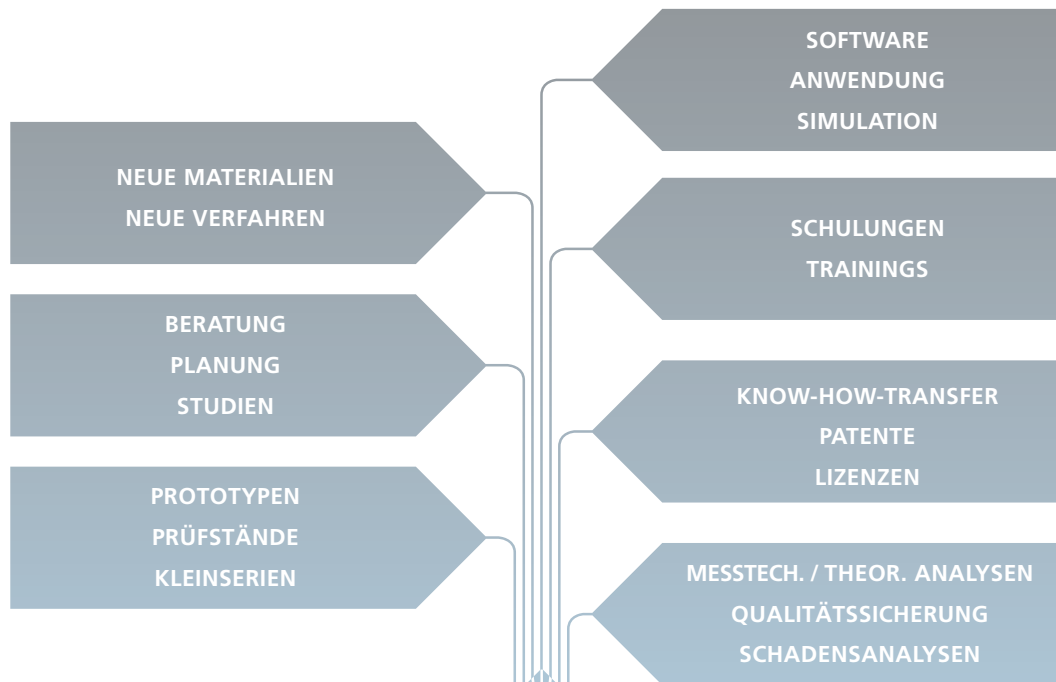 NEUE MATERIALIEN
NEUE VERFAHREN
BERATUNG
PLANUNG
STUDIEN
PROTOTYPEN
PRÜFSTÄNDE
KLEINSERIEN
SOFTWARE
ANWENDUNG
SIMULATION
SCHULUNGEN
TRAININGS
KNOW-HOW-TRANSFER
PATENTE
LIZENZEN
MESSTECH. / THEOR. ANALYSEN
QUALITÄTSSICHERUNG
SCHADENSANALYSEN